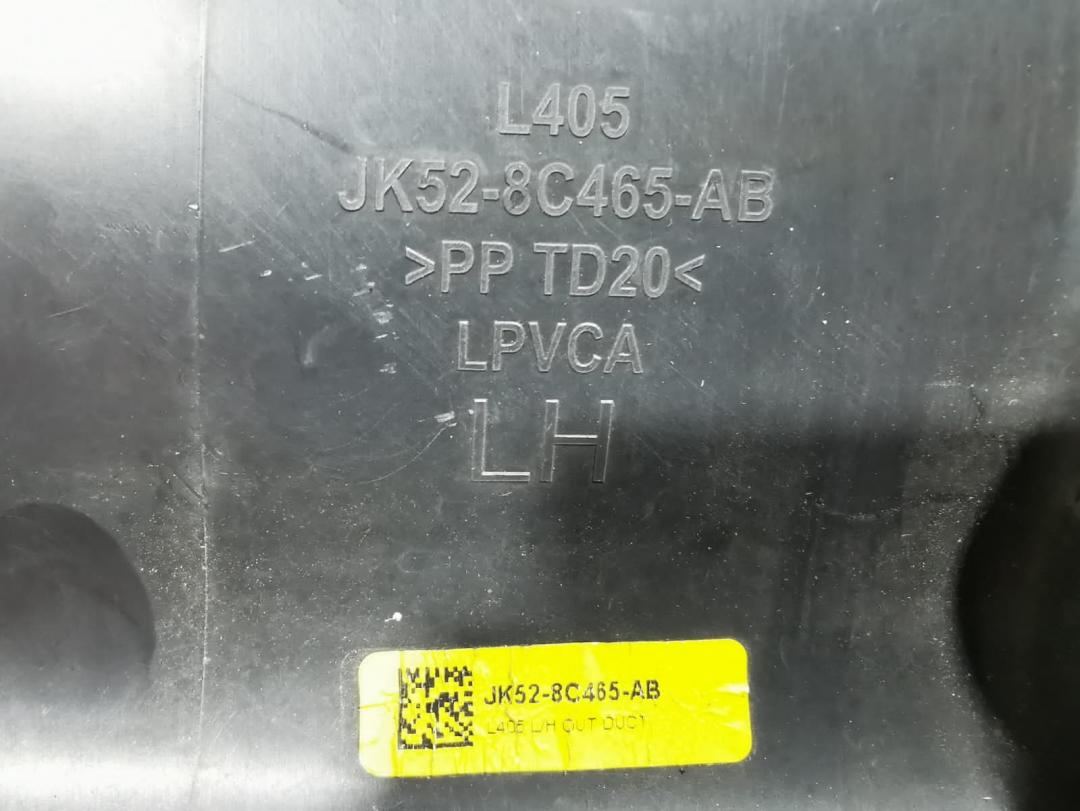 L405
JK52-8C465-AB
>PP TD20<
LPVCA
LH
JK52-8C465-AB
L405 L/H OUT DUCT